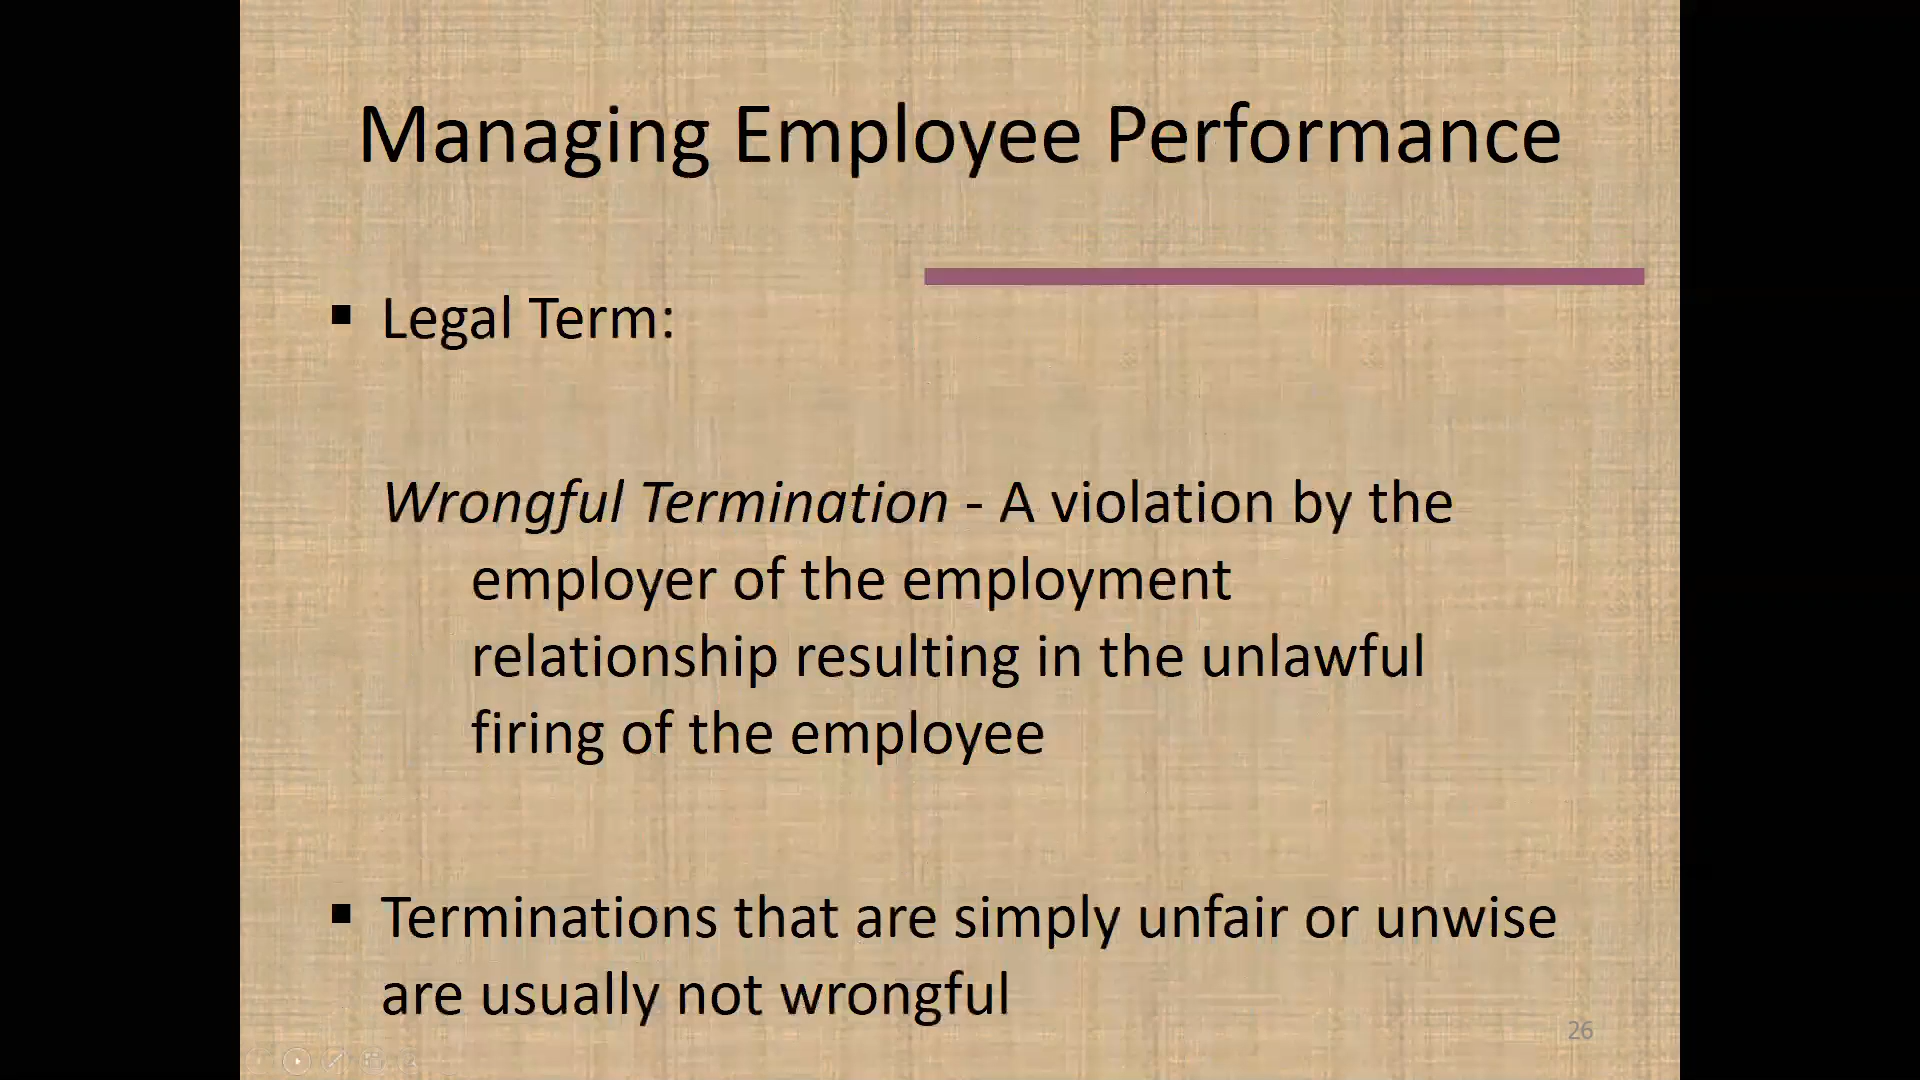 Managing Employee Performance
▪ Legal Term:
Wrongful Termination - A violation by the
employer of the employment
relationship resulting in the unlawful
firing of the employee
▪ Terminations that are simply unfair or unwise
are usually not wrongful
26